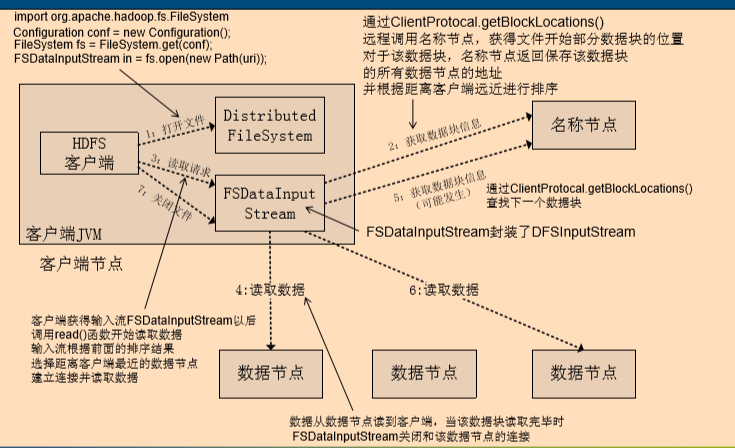 import org.apache.hadoop.fs.FileSystem
Configuration conf = new Configuration();
FileSystem fs = FileSystem.get(conf);
FSDataInputStream in = fs.open(new Path(uri));
通过ClientProtocal.getBlockLocations()
远程调用名称节点，获得文件开始部分数据块的位置
对于该数据块，名称节点返回保存该数据块
的所有数据节点的地址
并根据距离客户端远近进行排序
1：打开文件
Distributed
FileSystem
HDFS
客户端
3：读取请求
7：关闭文件
FSDataInput
Stream
2：获取数据块信息
名称节点
5：获取数据块信息
（可能发生）
通过ClientProtocal.getBlockLocations()
查找下一个数据块
客户端JVM
FSDataInputStream封装了DFSInputStream
客户端节点
4:读取数据
6:读取数据
客户端获得输入流FSDataInputStream以后
调用read()函数开始读取数据
输入流根据前面的排序结果
选择距离客户端最近的数据节点
建立连接并读取数据
数据节点
数据节点
数据节点
数据从数据节点读到客户端，当该数据块读取完毕时
FSDataInputStream关闭和该数据节点的连接